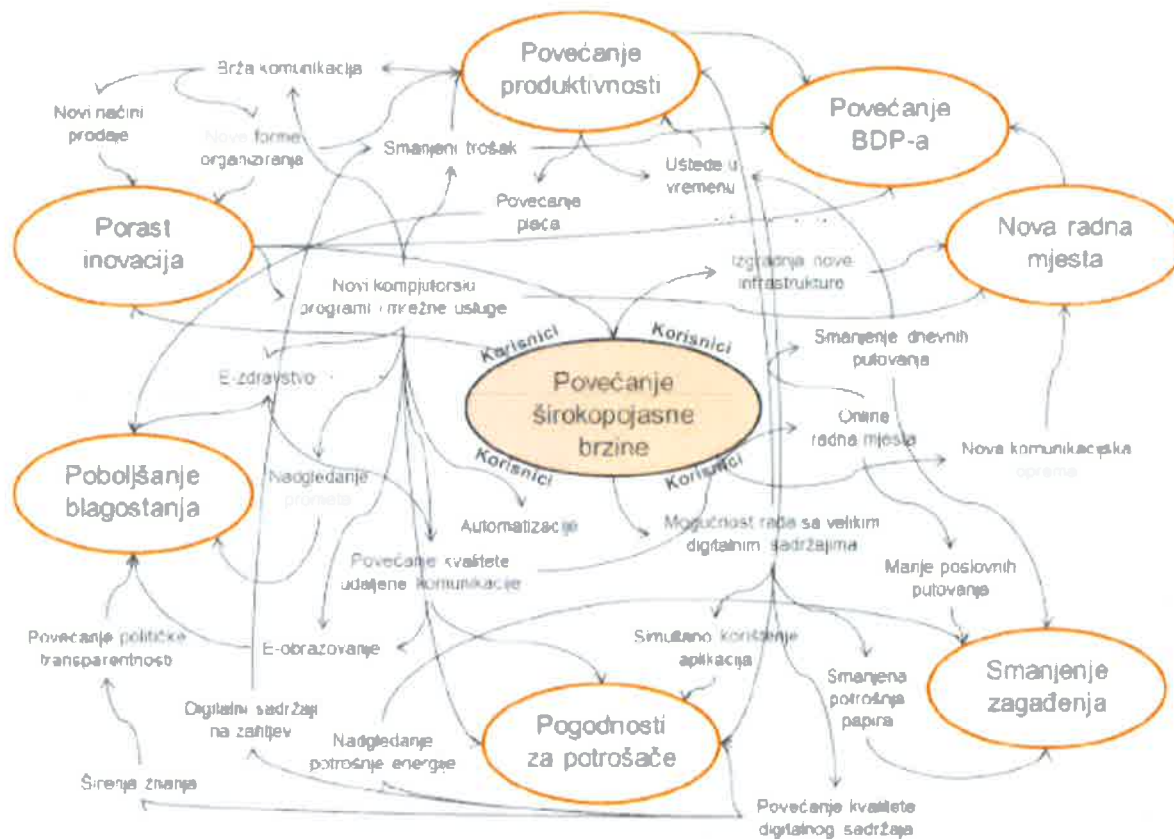 Povećanje
produktivnosti
Brža komunikacija
Povećanje
BDP-a
Novi načini
prodaje
Nove forme
organiziranja
Smanjeni trošak
Uštede u
vremenu
Povećanje
plaća
Porast
inovacija
Nova radna
mjesta
Izgradnja nove
infrastrukture
Novi kompjutorski
programi i mrežne usluge
Korisnici
Korisnici
Smanjenje dnevnih
putovanja
E-zdravstvo
Povećanje
širokopojasne
brzine
Online
radna mjesta
Nova komunikacijska
oprema
Korisnici
Korisnici
Poboljšanje
blagostanja
Nadgledanje
prometa
Automatizacije
Mogućnost rada sa velikim
digitalnim sadržajima
Povećanje kvalitete
udaljene komunikacije
Manje poslovnih
putovanja
Povećanje političke
transparentnosti
E-obrazovanje
Simultano korištenje
aplikacija
Smanjena
potrošnja
papira
Smanjenje
zagađenja
Digitalni sadržaji
na zahtjev
Nadgledanje
potrošnje energije
Pogodnosti
za potrošače
Širenje znanja
Povećanje kvalitete
digitalnog sadržaja